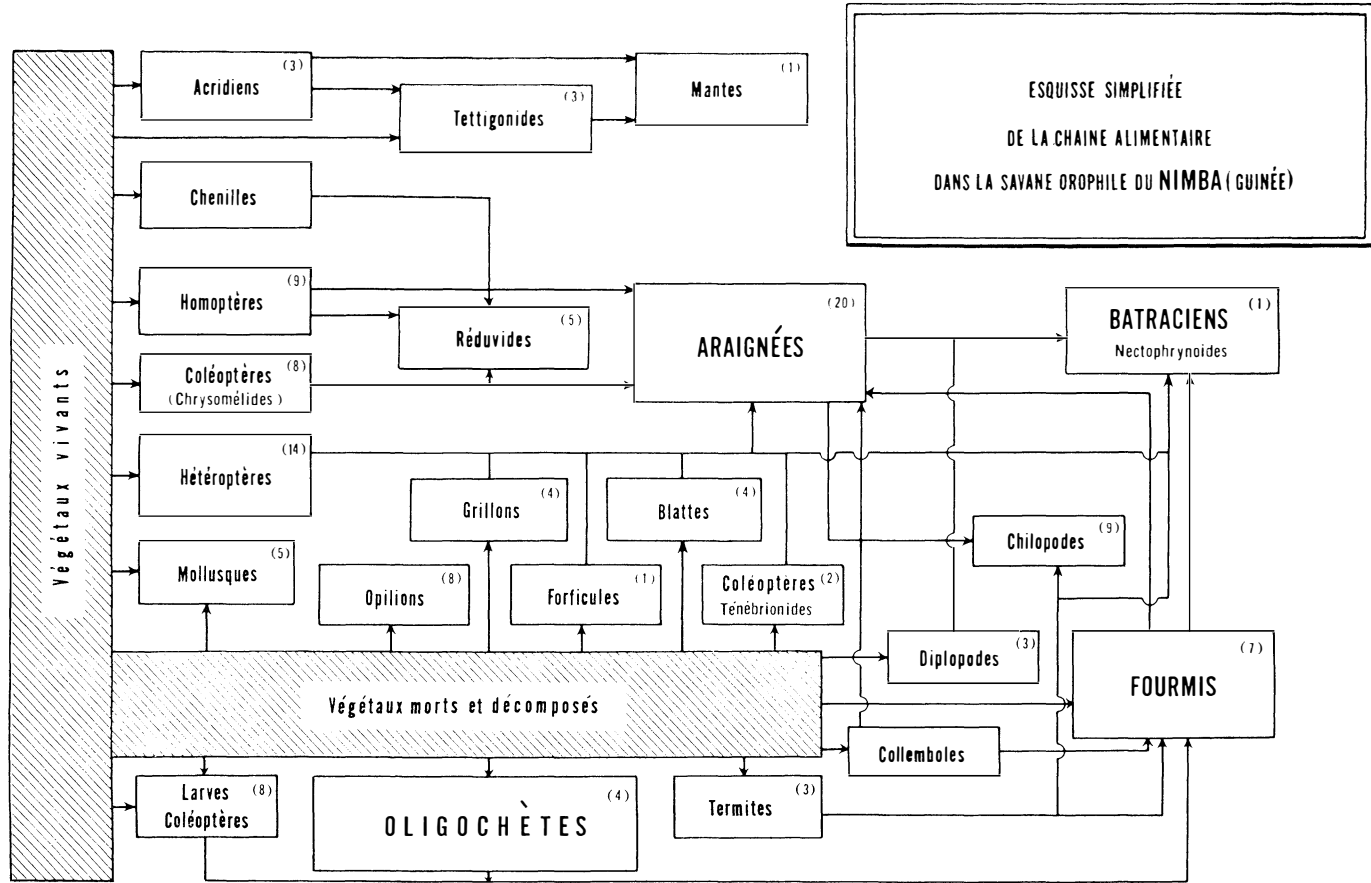 ESQUISSE SIMPLIFIÉE
DE LA CHAINE ALIMENTAIRE
DANS LA SAVANE OROPHILE DU NIMBA (GUINÉE)
Végétaux vivants
Acridiens (3)
Tettigonides (3)
Mantes (1)
Chenilles
Homoptères (9)
Réduvides (5)
ARAIGNÉES (20)
BATRACIENS (1)
Nectophrynoides
Coléoptères (8)
(Chrysomélides)
Hétéroptères (14)
Grillons (4)
Blattes (4)
Chilopodes (9)
Mollusques (5)
Opilions (8)
Forficules (1)
Coléoptères (2)
Ténébrionides
Diplopodes (3)
FOURMIS (7)
Végétaux morts et décomposés
Collemboles
Larves (8)
Coléoptères
OLIGOCHÈTES (4)
Termites (3)